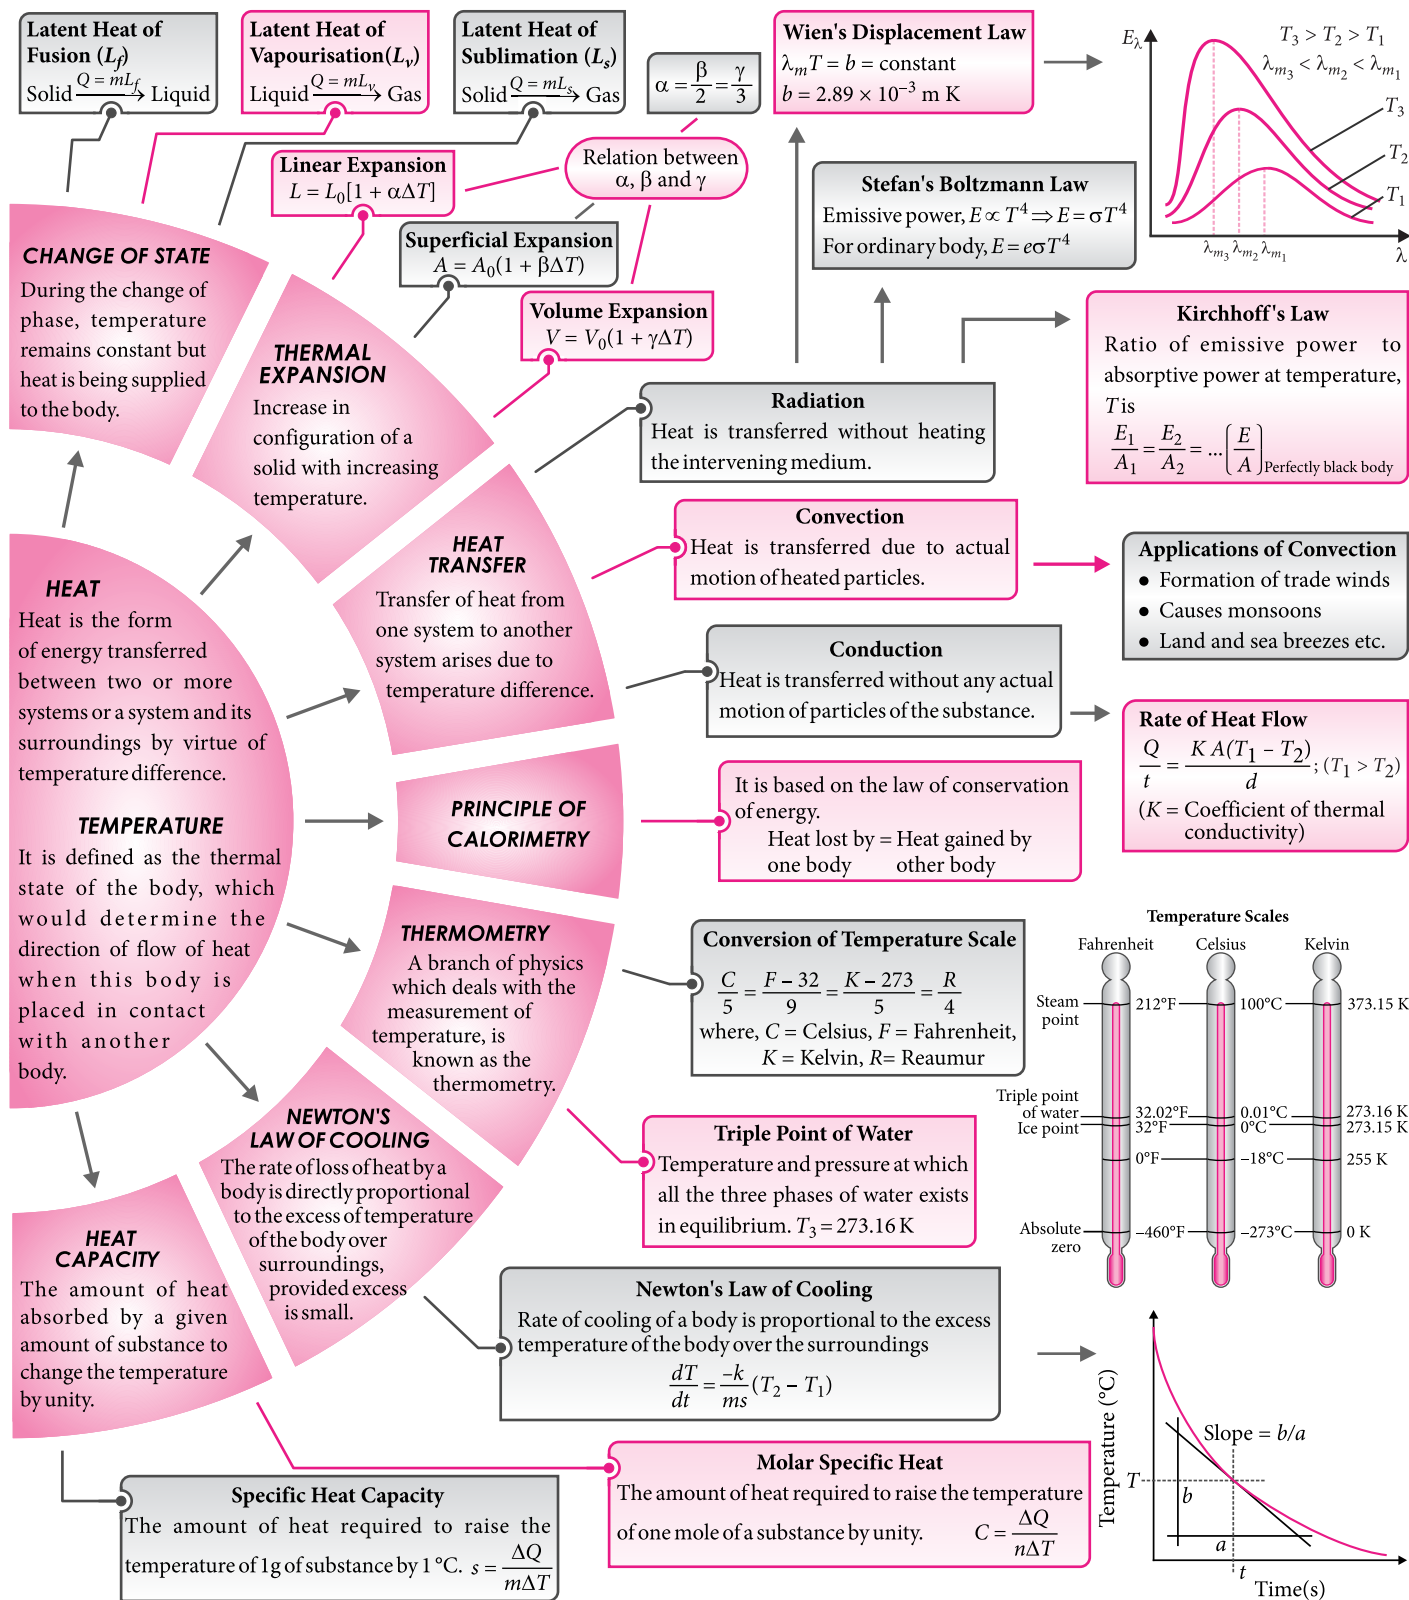 Latent Heat of
Fusion (L_f)
Solid —Q = mL_f→ Liquid
Latent Heat of
Vapourisation(L_v)
Liquid —Q = mL_v→ Gas
Latent Heat of
Sublimation (L_s)
Solid —Q = mL_s→ Gas
α = β/2 = γ/3
Relation between
α, β and γ
Linear Expansion
L = L₀[1 + αΔT]
Superficial Expansion
A = A₀(1 + βΔT)
Volume Expansion
V = V₀(1 + γΔT)
Wien's Displacement Law
λ_m T = b = constant
b = 2.89 × 10⁻³ m K
E_λ
T₃ > T₂ > T₁
λ_m₃ < λ_m₂ < λ_m₁
T₃
T₂
T₁
λ_m₃ λ_m₂ λ_m₁
λ
Stefan's Boltzmann Law
Emissive power, E ∝ T⁴ ⇒ E = σT⁴
For ordinary body, E = eσT⁴
Kirchhoff's Law
Ratio of emissive power to
absorptive power at temperature,
T is
E₁/A₁ = E₂/A₂ = ... (E/A) Perfectly black body
CHANGE OF STATE
During the change of
phase, temperature
remains constant but
heat is being supplied
to the body.
THERMAL
EXPANSION
Increase in
configuration of a
solid with increasing
temperature.
HEAT
TRANSFER
Transfer of heat from
one system to another
system arises due to
temperature difference.
Radiation
Heat is transferred without heating
the intervening medium.
Convection
Heat is transferred due to actual
motion of heated particles.
Applications of Convection
● Formation of trade winds
● Causes monsoons
● Land and sea breezes etc.
Conduction
Heat is transferred without any actual
motion of particles of the substance.
Rate of Heat Flow
Q/t = K A(T₁ – T₂)/d ; (T₁ > T₂)
(K = Coefficient of thermal
conductivity)
HEAT
Heat is the form
of energy transferred
between two or more
systems or a system and its
surroundings by virtue of
temperature difference.
TEMPERATURE
It is defined as the thermal
state of the body, which
would determine the
direction of flow of heat
when this body is
placed in contact
with another
body.
PRINCIPLE OF
CALORIMETRY
It is based on the law of conservation
of energy.
Heat lost by = Heat gained by
one body other body
THERMOMETRY
A branch of physics
which deals with the
measurement of
temperature, is
known as the
thermometry.
Conversion of Temperature Scale
C/5 = F – 32/9 = K – 273/5 = R/4
where, C = Celsius, F = Fahrenheit,
K = Kelvin, R= Reaumur
Triple Point of Water
Temperature and pressure at which
all the three phases of water exists
in equilibrium. T₃ = 273.16 K
Temperature Scales
Fahrenheit Celsius Kelvin
Steam
point
212°F 100°C 373.15 K
Triple point
of water
32.02°F 0.01°C 273.16 K
Ice point 32°F 0°C 273.15 K
0°F –18°C 255 K
Absolute
zero
–460°F –273°C 0 K
NEWTON'S
LAW OF COOLING
The rate of loss of heat by a
body is directly proportional
to the excess of temperature
of the body over
surroundings,
provided excess
is small.
Newton's Law of Cooling
Rate of cooling of a body is proportional to the excess
temperature of the body over the surroundings
dT/dt = –k/ms (T₂ – T₁)
Temperature (°C)
Slope = b/a
T
b
a
t
Time(s)
HEAT
CAPACITY
The amount of heat
absorbed by a given
amount of substance to
change the temperature
by unity.
Molar Specific Heat
The amount of heat required to raise the temperature
of one mole of a substance by unity. C = ΔQ/nΔT
Specific Heat Capacity
The amount of heat required to raise the
temperature of 1g of substance by 1 °C. s = ΔQ/mΔT